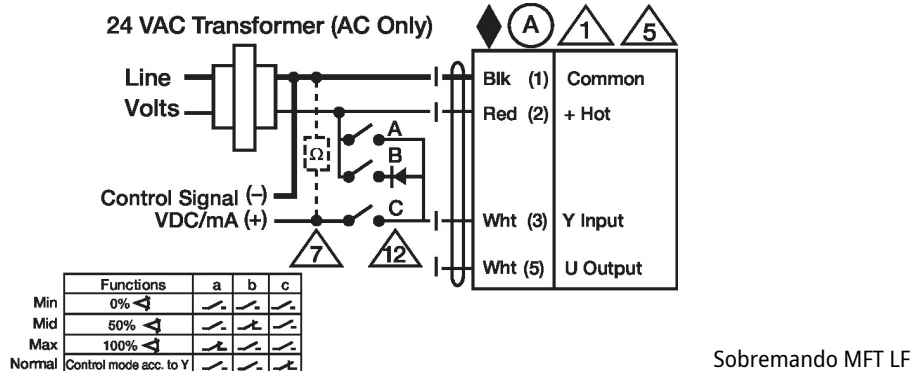 24 VAC Transformer (AC Only)
A 1 5
Line
Volts
Blk (1) Common
Red (2) + Hot
A
Ω
B
Control Signal (–)
VDC/mA (+)
C
Wht (3) Y Input
7 12
Wht (5) U Output
Functions a b c
Min 0%
Mid 50%
Max 100%
Normal Control mode acc. to Y
Sobremando MFT LF